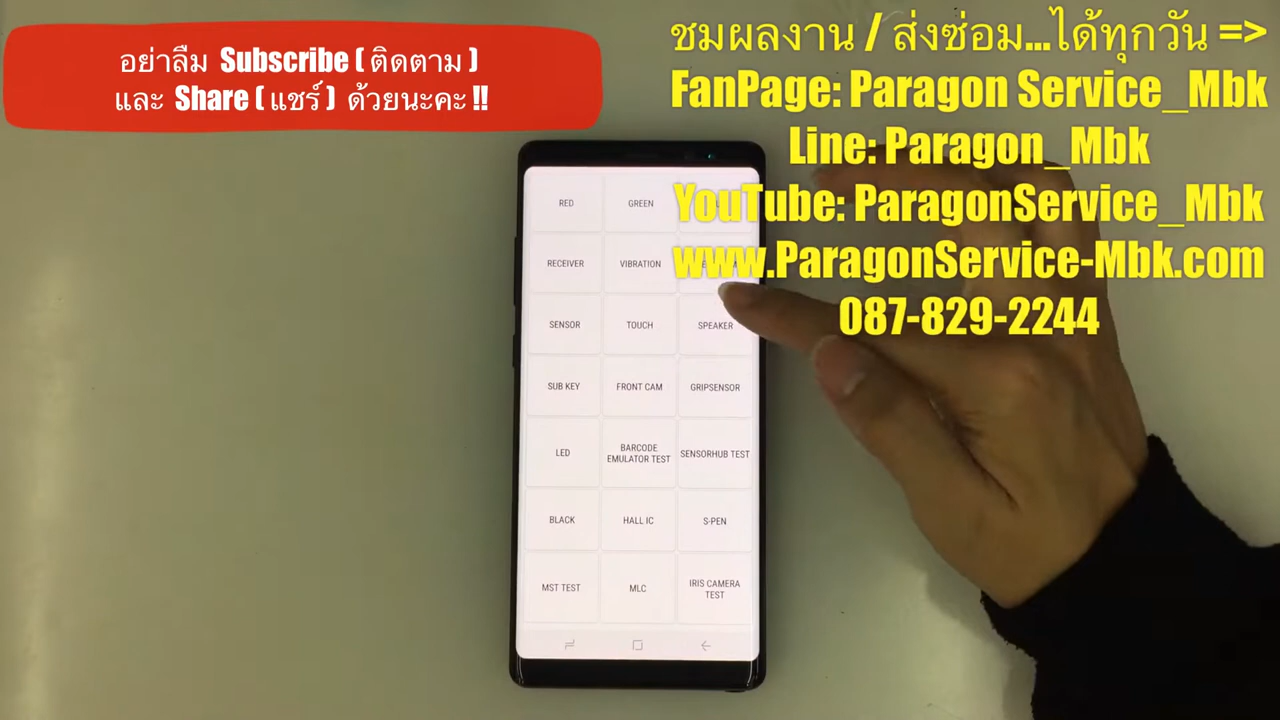 อย่าลืม Subscribe ( ติดตาม )
และ Share ( แชร์ ) ด้วยนะคะ !!
ชมผลงาน / ส่งซ่อม...ได้ทุกวัน =>
FanPage: Paragon Service_Mbk
Line: Paragon_Mbk
YouTube: ParagonService_Mbk
www.ParagonService-Mbk.com
087-829-2244
RED GREEN
RECEIVER VIBRATION
SENSOR TOUCH SPEAKER
SUB KEY FRONT CAM GRIPSENSOR
LED BARCODE EMULATOR TEST SENSORHUB TEST
BLACK HALL IC S-PEN
MST TEST MLC IRIS CAMERA TEST